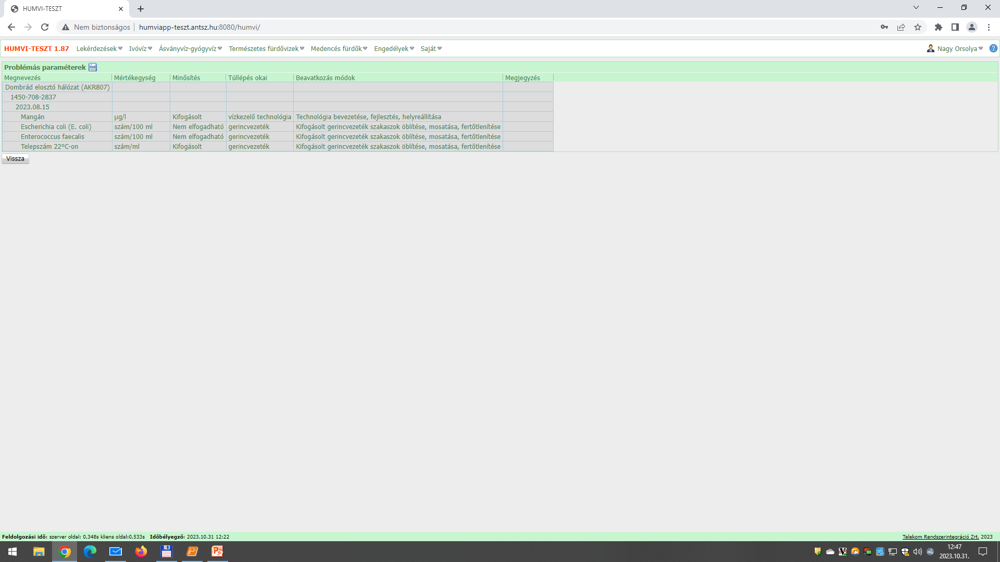 HUMVI-TESZT
Nem biztonságos humviapp-teszt.antsz.hu:8080/humvi/
HUMVI-TESZT 1.87 Lekérdezések Ivóvíz Ásványvíz-gyógyvíz Természetes fürdővizek Medencés fürdők Engedélyek Saját Nagy Orsolya
Problémás paraméterek
Megnevezés Mértékegység Minősítés Túllépés okai Beavatkozás módok Megjegyzés
Dombrád elosztó hálózat (AKR807)
1450-708-2837
2023.08.15
Mangán µg/l Kifogásolt vízkezelő technológia Technológia bevezetése, fejlesztés, helyreállítása
Escherichia coli (E. coli) szám/100 ml Nem elfogadható gerincvezeték Kifogásolt gerincvezeték szakaszok öblítése, mosatása, fertőtlenítése
Enterococcus faecalis szám/100 ml Nem elfogadható gerincvezeték Kifogásolt gerincvezeték szakaszok öblítése, mosatása, fertőtlenítése
Telepszám 22°C-on szám/ml Kifogásolt gerincvezeték Kifogásolt gerincvezeték szakaszok öblítése, mosatása, fertőtlenítése
Vissza
Feldolgozási idő: szerver oldal: 0,348s kliens oldal:0,533s Időbélyegző: 2023.10.31 12:22 Telekom Rendszerintegráció Zrt. 2023
12:47
2023.10.31.